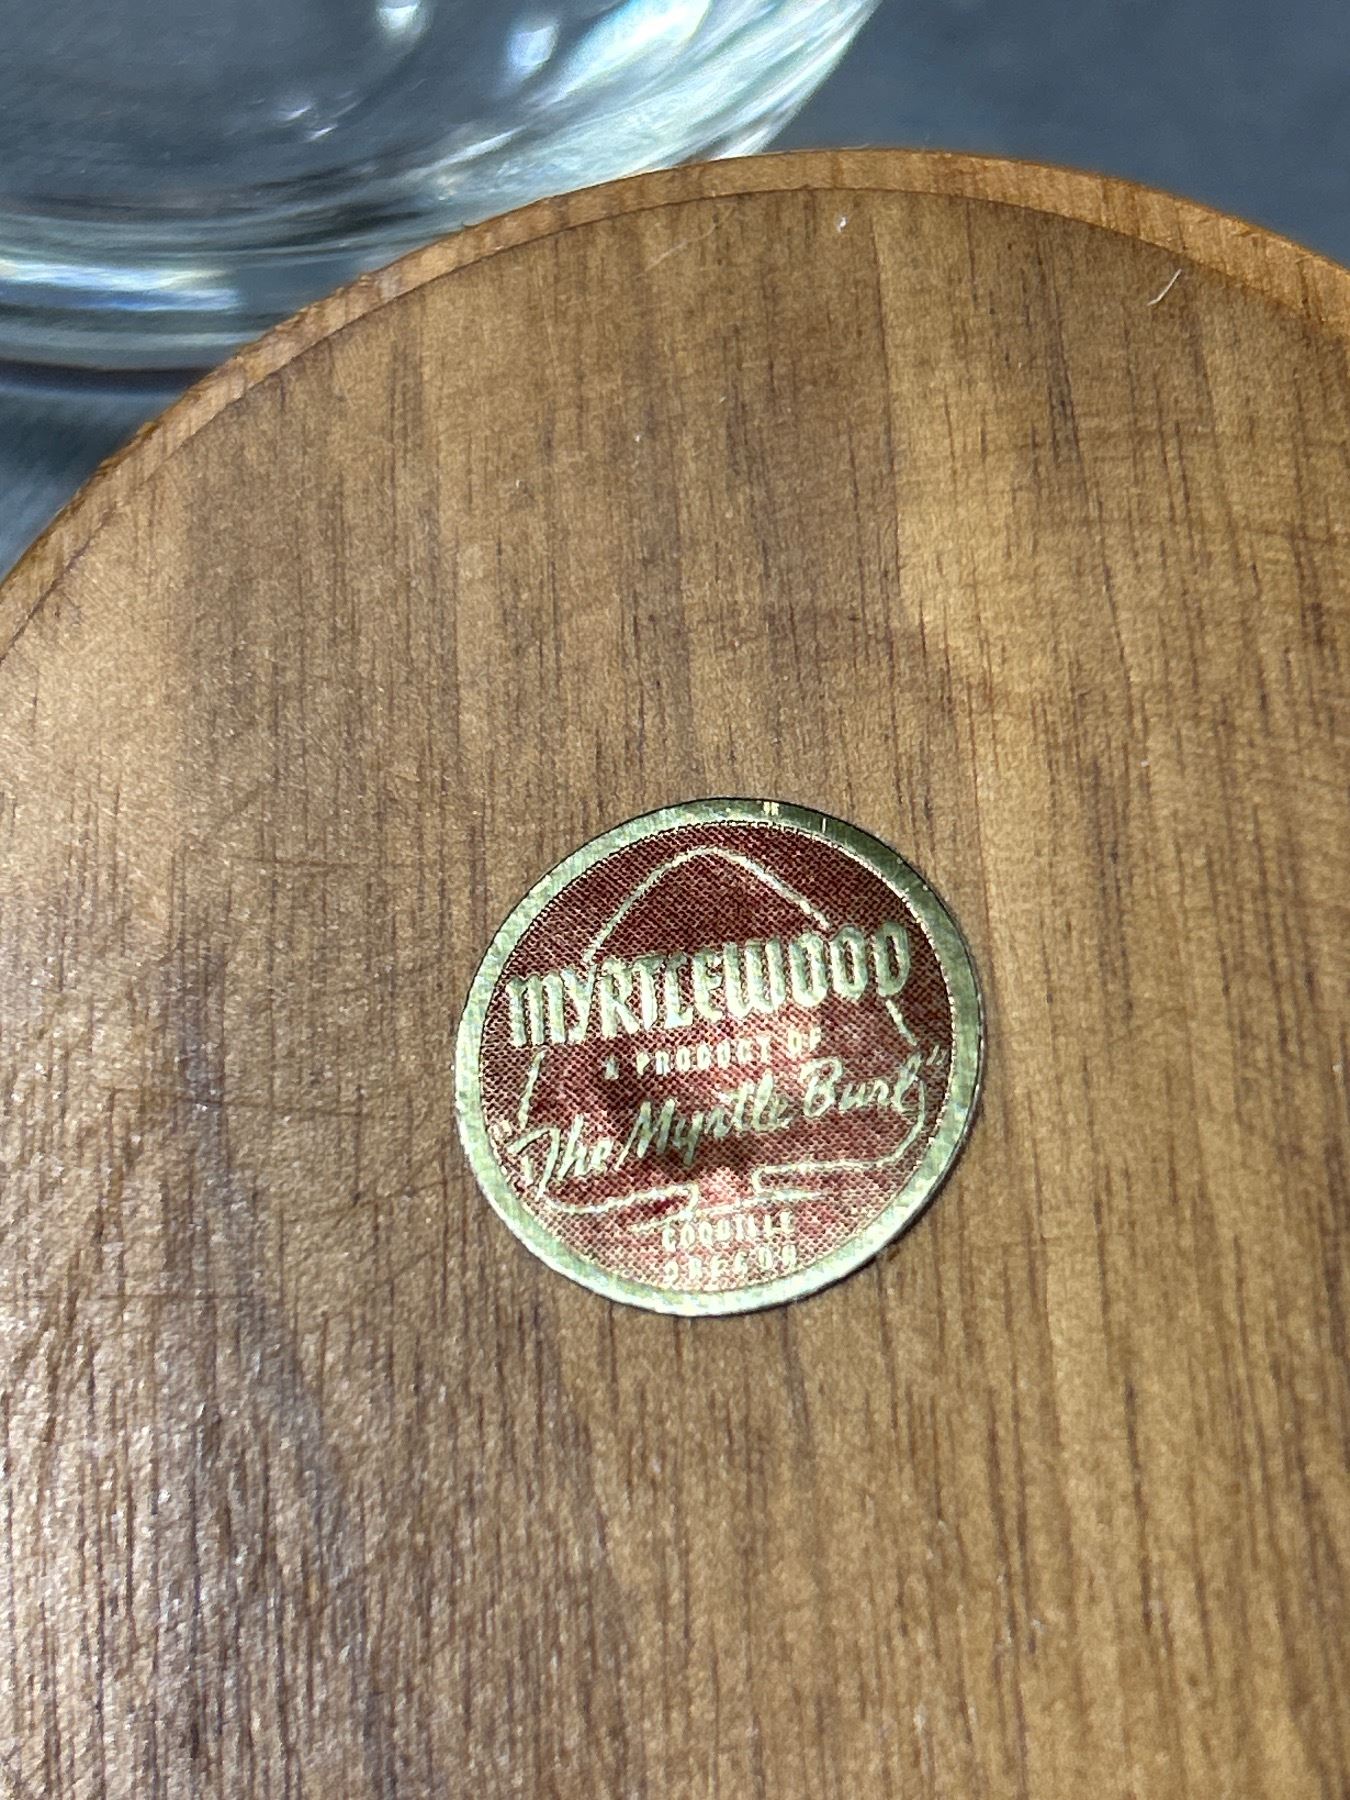 MYRTLEWOOD
A PRODUCT OF
"The Myrtle Burl"
COQUILLE
OREGON